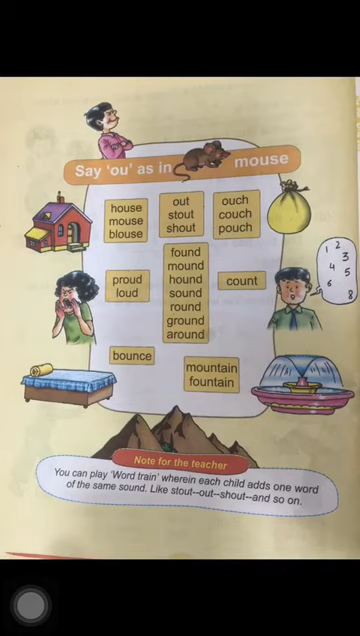 Say 'ou' as in mouse
house
mouse
blouse
out
stout
shout
ouch
couch
pouch
found
mound
hound
sound
round
ground
around
proud
loud
count
1 2
3
4 5
6
8
bounce
mountain
fountain
Note for the teacher
You can play 'Word train' wherein each child adds one word
of the same sound. Like stout--out--shout--and so on.